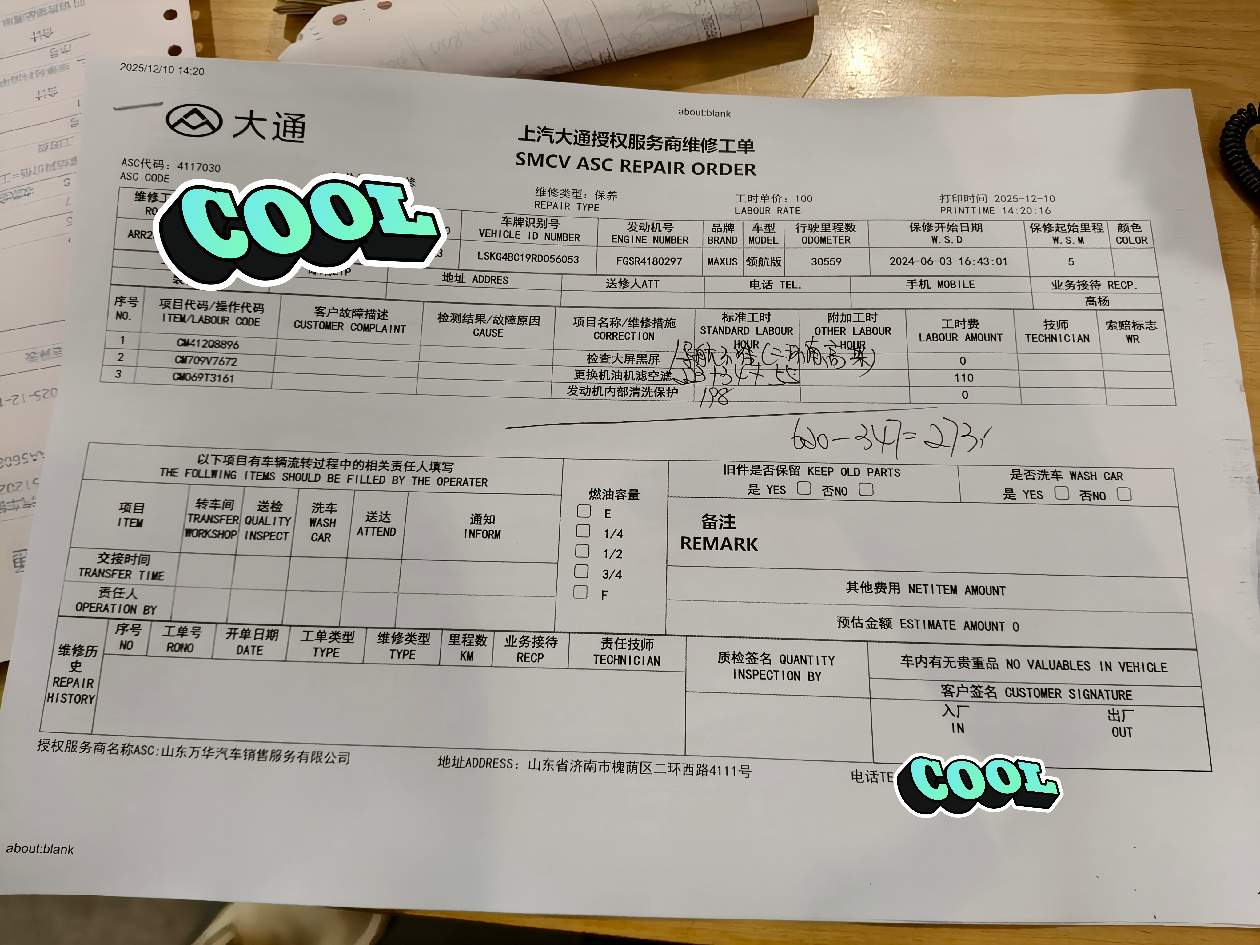 2025/12/10 14:20
about:blank
大通
上汽大通授权服务商维修工单
SMCV ASC REPAIR ORDER
ASC代码: 4117030
ASC CODE
维修类型: 保养
REPAIR TYPE
工时单价: 100
LABOUR RATE
打印时间 2025-12-10
PRINTTIME 14:20:16
COOL
车牌识别号 发动机号 品牌 车型 行驶里程数 保修开始日期 保修起始里程 颜色
VEHICLE ID NUMBER ENGINE NUMBER BRAND MODEL ODOMETER W.S.D W.S.M COLOR
LSKG4BC19RD056053 FGSR4180297 MAXUS 领航版 30559 2024-06-03 16:43:01 5
地址 ADDRES 送修人ATT 电话 TEL. 手机 MOBILE 业务接待 RECP.
高杨
序号 项目代码/操作代码 客户故障描述 检测结果/故障原因 项目名称/维修措施 标准工时 附加工时 工时费 技师 索赔标志
NO. ITEM/LABOUR CODE CUSTOMER COMPLAINT CAUSE CORRECTION STANDARD LABOUR HOUR OTHER LABOUR HOUR LABOUR AMOUNT TECHNICIAN WR
1 CM412Q8896 检查大屏黑屏 0
2 CM709V7672 更换机油机滤空滤 110
3 CM069T3161 发动机内部清洗保护 198 0
620-347=273
以下项目有车辆流转过程中的相关责任人填写
THE FOLLWING ITEMS SHOULD BE FILLED BY THE OPERATER
项目 转车间 送检 洗车 送达 通知
ITEM TRANSFER WORKSHOP QUALITY INSPECT WASH CAR ATTEND INFORM
交接时间
TRANSFER TIME
责任人
OPERATION BY
燃油容量
E
1/4
1/2
3/4
F
旧件是否保留 KEEP OLD PARTS
是 YES 否NO
是否洗车 WASH CAR
是 YES 否NO
备注
REMARK
其他费用 NETITEM AMOUNT
预估金额 ESTIMATE AMOUNT 0
维修历史
REPAIR HISTORY
序号 工单号 开单日期 工单类型 维修类型 里程数 业务接待 责任技师
NO RONO DATE TYPE TYPE KM RECP TECHNICIAN
质检签名 QUANTITY
INSPECTION BY
车内有无贵重品 NO VALUABLES IN VEHICLE
客户签名 CUSTOMER SIGNATURE
入厂 出厂
IN OUT
授权服务商名称ASC:山东万华汽车销售服务有限公司
地址ADDRESS: 山东省济南市槐荫区二环西路4111号
电话TE
COOL
about:blank